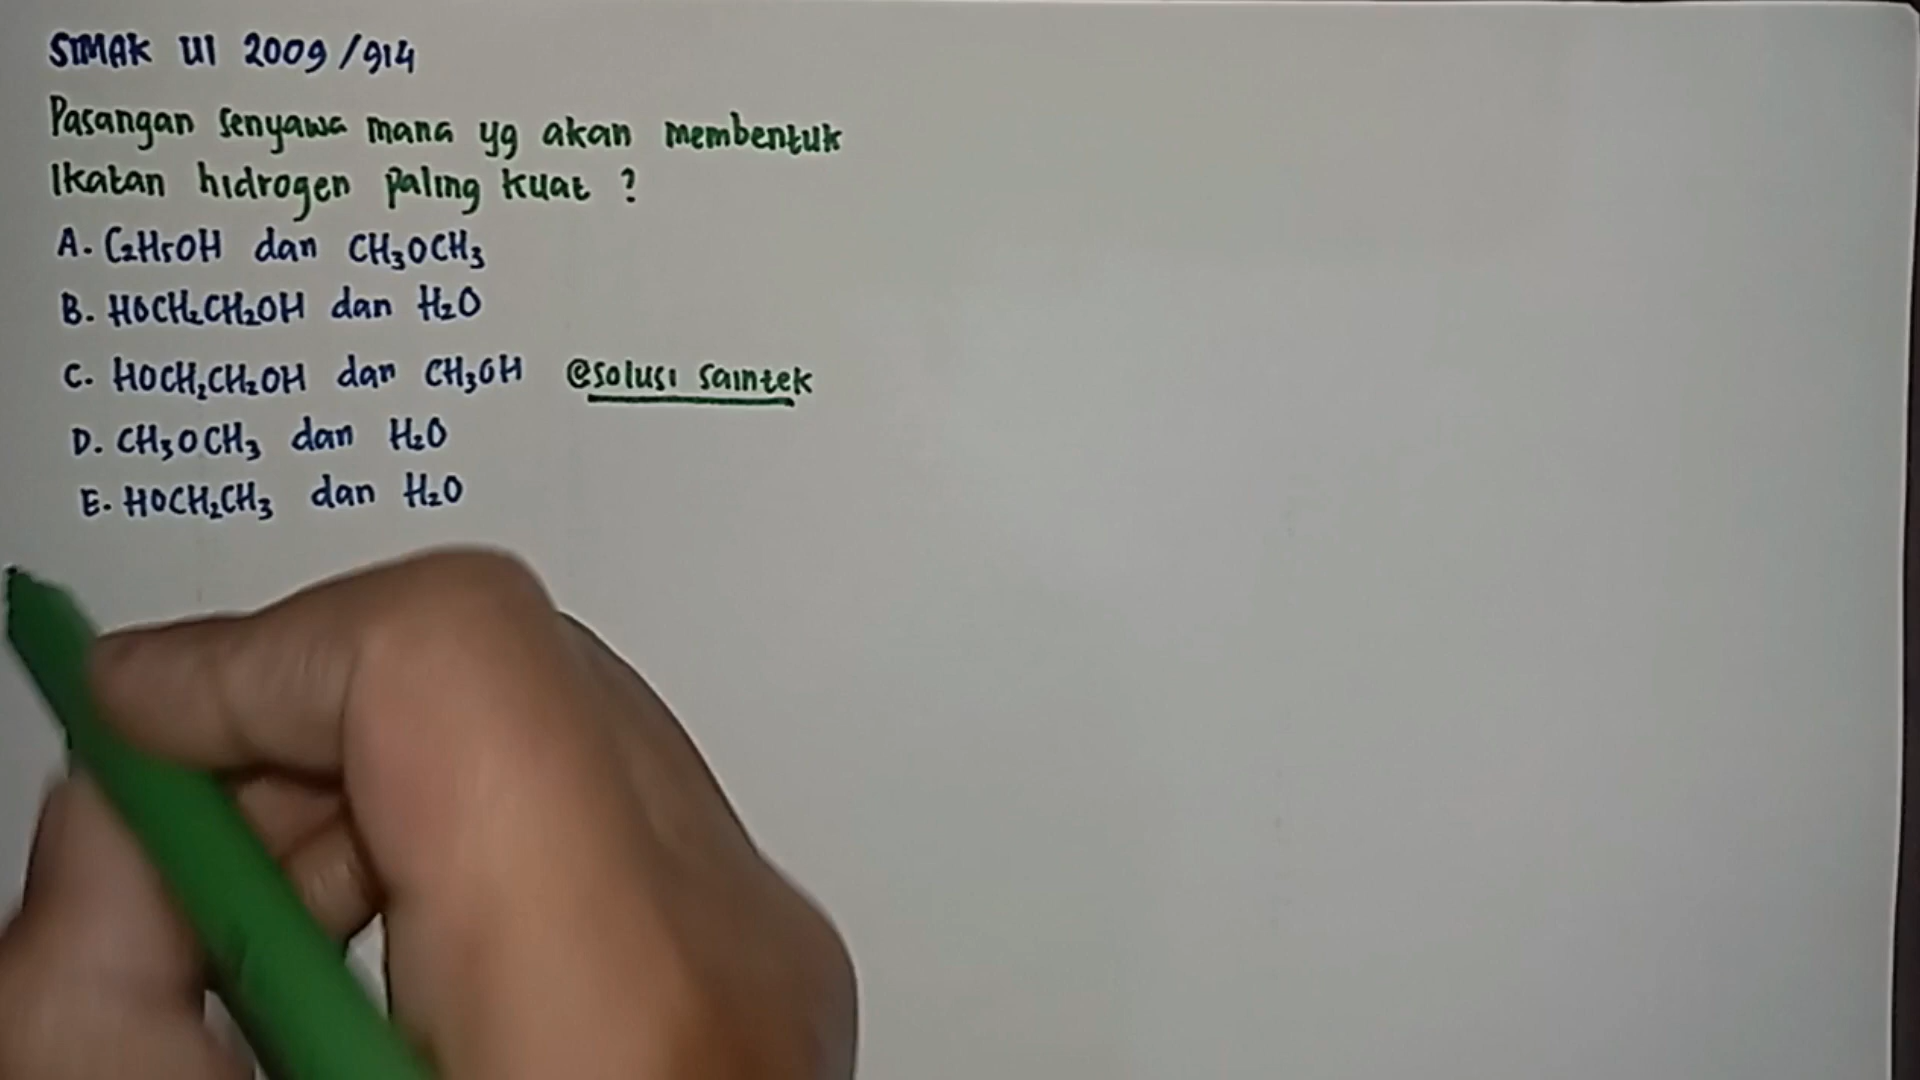 SIMAK UI 2009/914
Pasangan senyawa mana yg akan membentuk
Ikatan hidrogen paling kuat ?
A. C₂H₅OH dan CH₃OCH₃
B. HOCH₂CH₂OH dan H₂O
C. HOCH₂CH₂OH dan CH₃OH @solusi saintek
D. CH₃OCH₃ dan H₂O
E. HOCH₂CH₃ dan H₂O